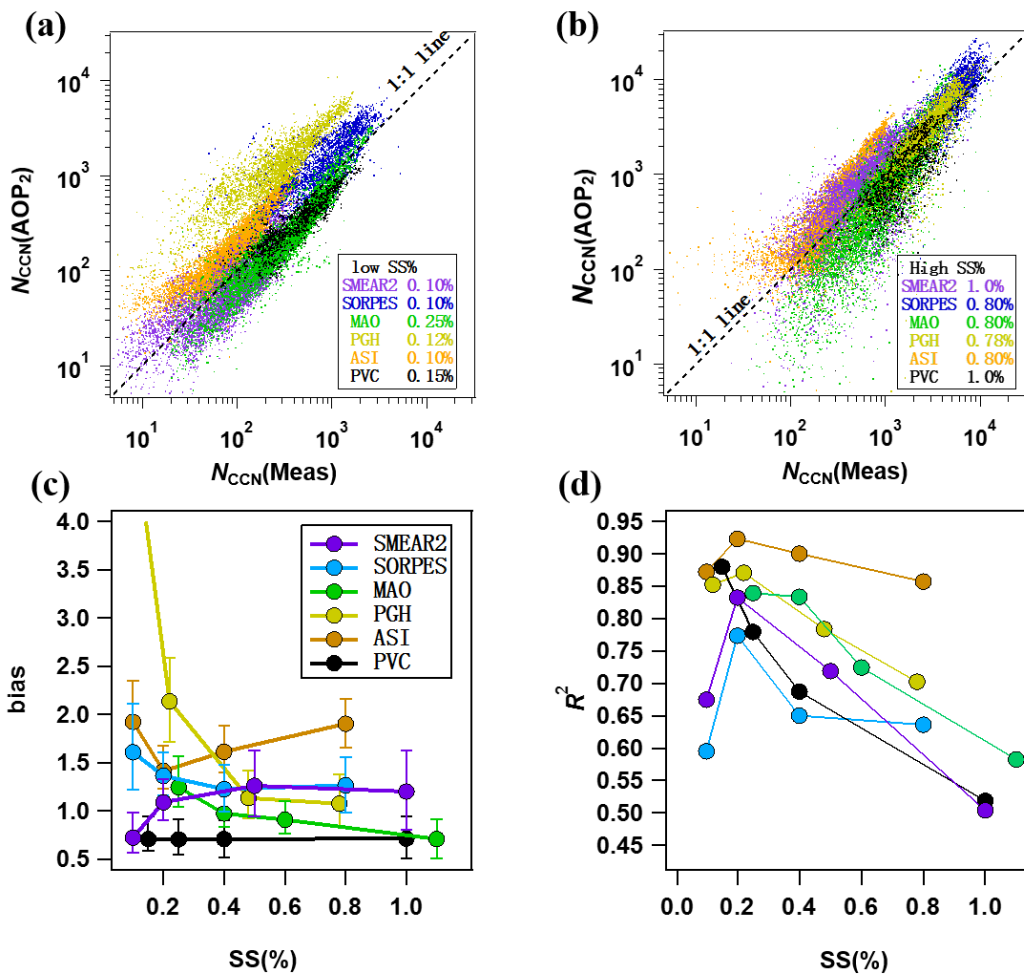 (a)
10⁴
10³
10²
10¹
N_CCN(AOP₂)
1:1 line
low SS%
SMEAR2 0.10%
SORPES 0.10%
MAO 0.25%
PGH 0.12%
ASI 0.10%
PVC 0.15%
10¹ 10² 10³ 10⁴
N_CCN(Meas)
(b)
10⁴
10³
10²
10¹
N_CCN(AOP₂)
1:1 line
High SS%
SMEAR2 1.0%
SORPES 0.80%
MAO 0.80%
PGH 0.78%
ASI 0.80%
PVC 1.0%
10¹ 10² 10³ 10⁴
N_CCN(Meas)
(c)
4.0
3.5
3.0
2.5
2.0
1.5
1.0
0.5
bias
SMEAR2
SORPES
MAO
PGH
ASI
PVC
0.2 0.4 0.6 0.8 1.0
SS(%)
(d)
0.95
0.90
0.85
0.80
0.75
0.70
0.65
0.60
0.55
0.50
0.45
R²
0.0 0.2 0.4 0.6 0.8 1.0
SS(%)